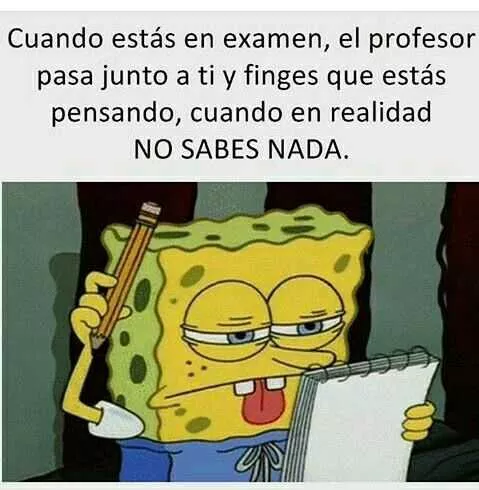 Cuando estás en examen, el profesor
pasa junto a ti y finges que estás
pensando, cuando en realidad
NO SABES NADA.